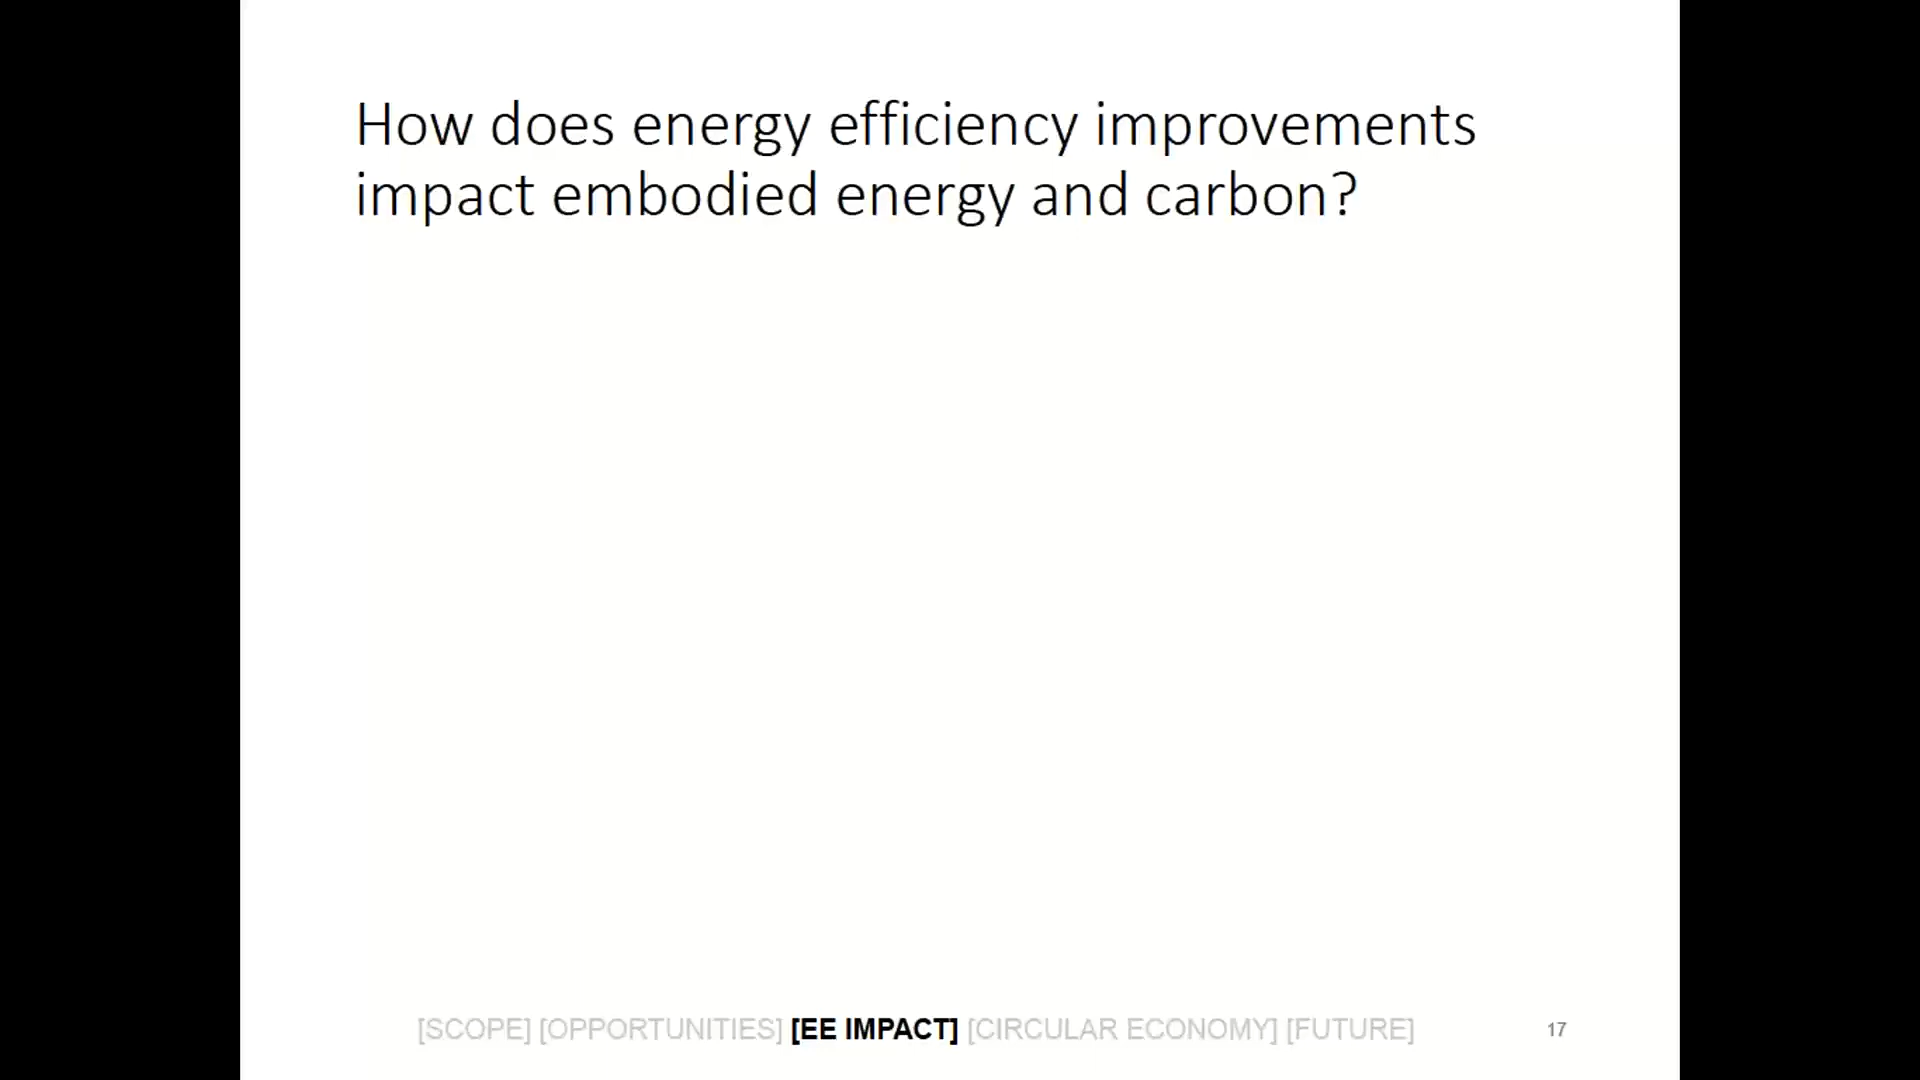 How does energy efficiency improvements
impact embodied energy and carbon?
[SCOPE] [OPPORTUNITIES] [EE IMPACT] [CIRCULAR ECONOMY] [FUTURE]
17